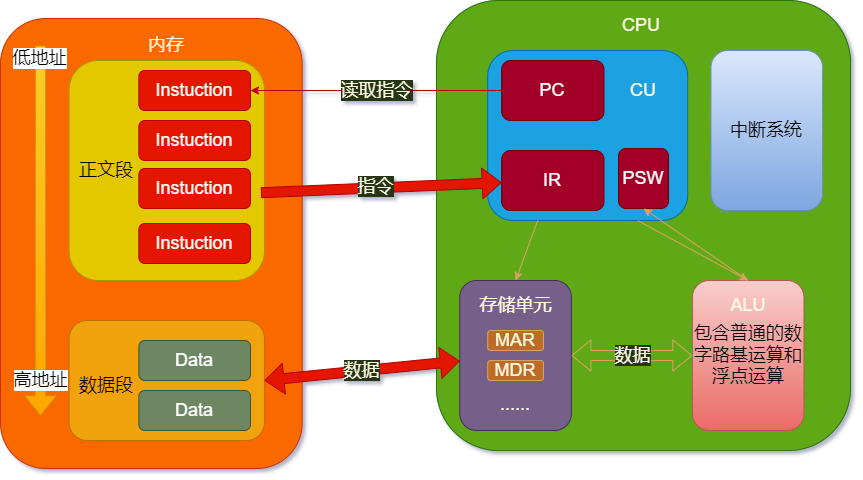 内存
低地址
正文段
Instuction
Instuction
Instuction
Instuction
高地址
数据段
Data
Data
读取指令
指令
数据
CPU
PC
CU
IR
PSW
中断系统
存储单元
MAR
MDR
......
数据
ALU
包含普通的数
字路基运算和
浮点运算